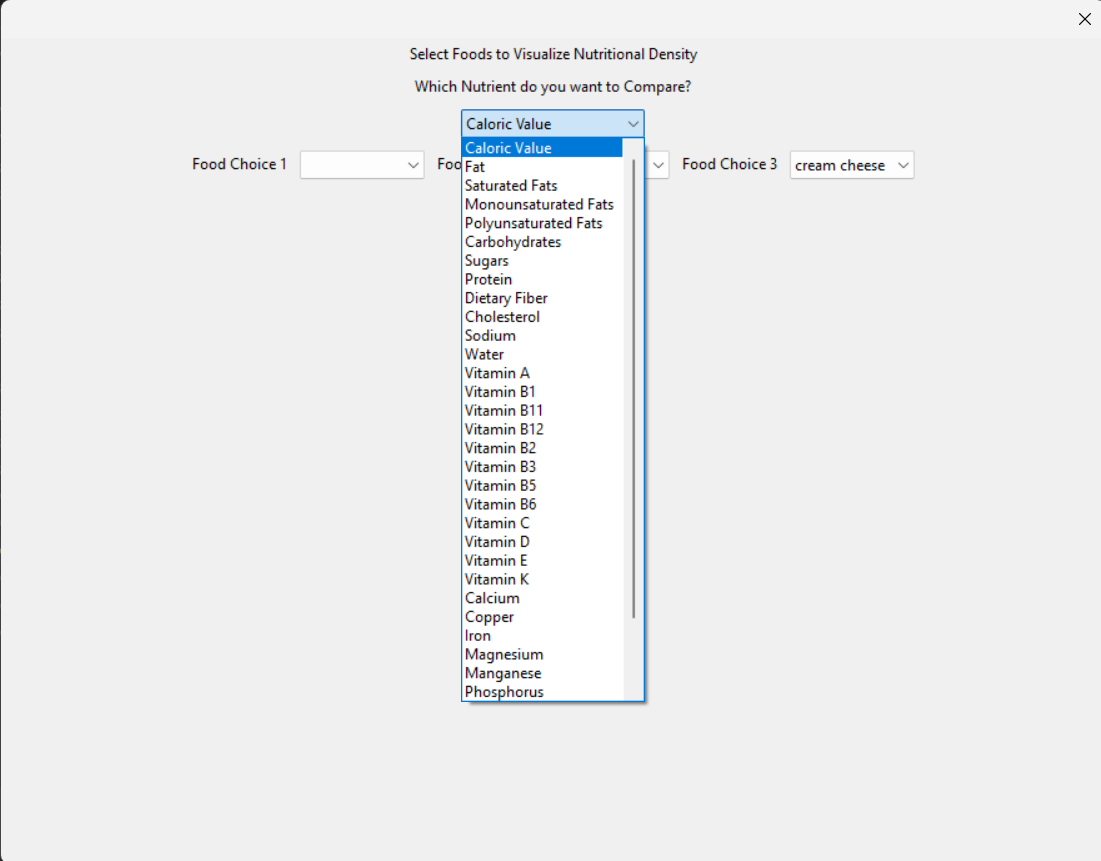 Select Foods to Visualize Nutritional Density
Which Nutrient do you want to Compare?
Caloric Value
Food Choice 1 Foo Food Choice 3 cream cheese
Caloric Value
Fat
Saturated Fats
Monounsaturated Fats
Polyunsaturated Fats
Carbohydrates
Sugars
Protein
Dietary Fiber
Cholesterol
Sodium
Water
Vitamin A
Vitamin B1
Vitamin B11
Vitamin B12
Vitamin B2
Vitamin B3
Vitamin B5
Vitamin B6
Vitamin C
Vitamin D
Vitamin E
Vitamin K
Calcium
Copper
Iron
Magnesium
Manganese
Phosphorus